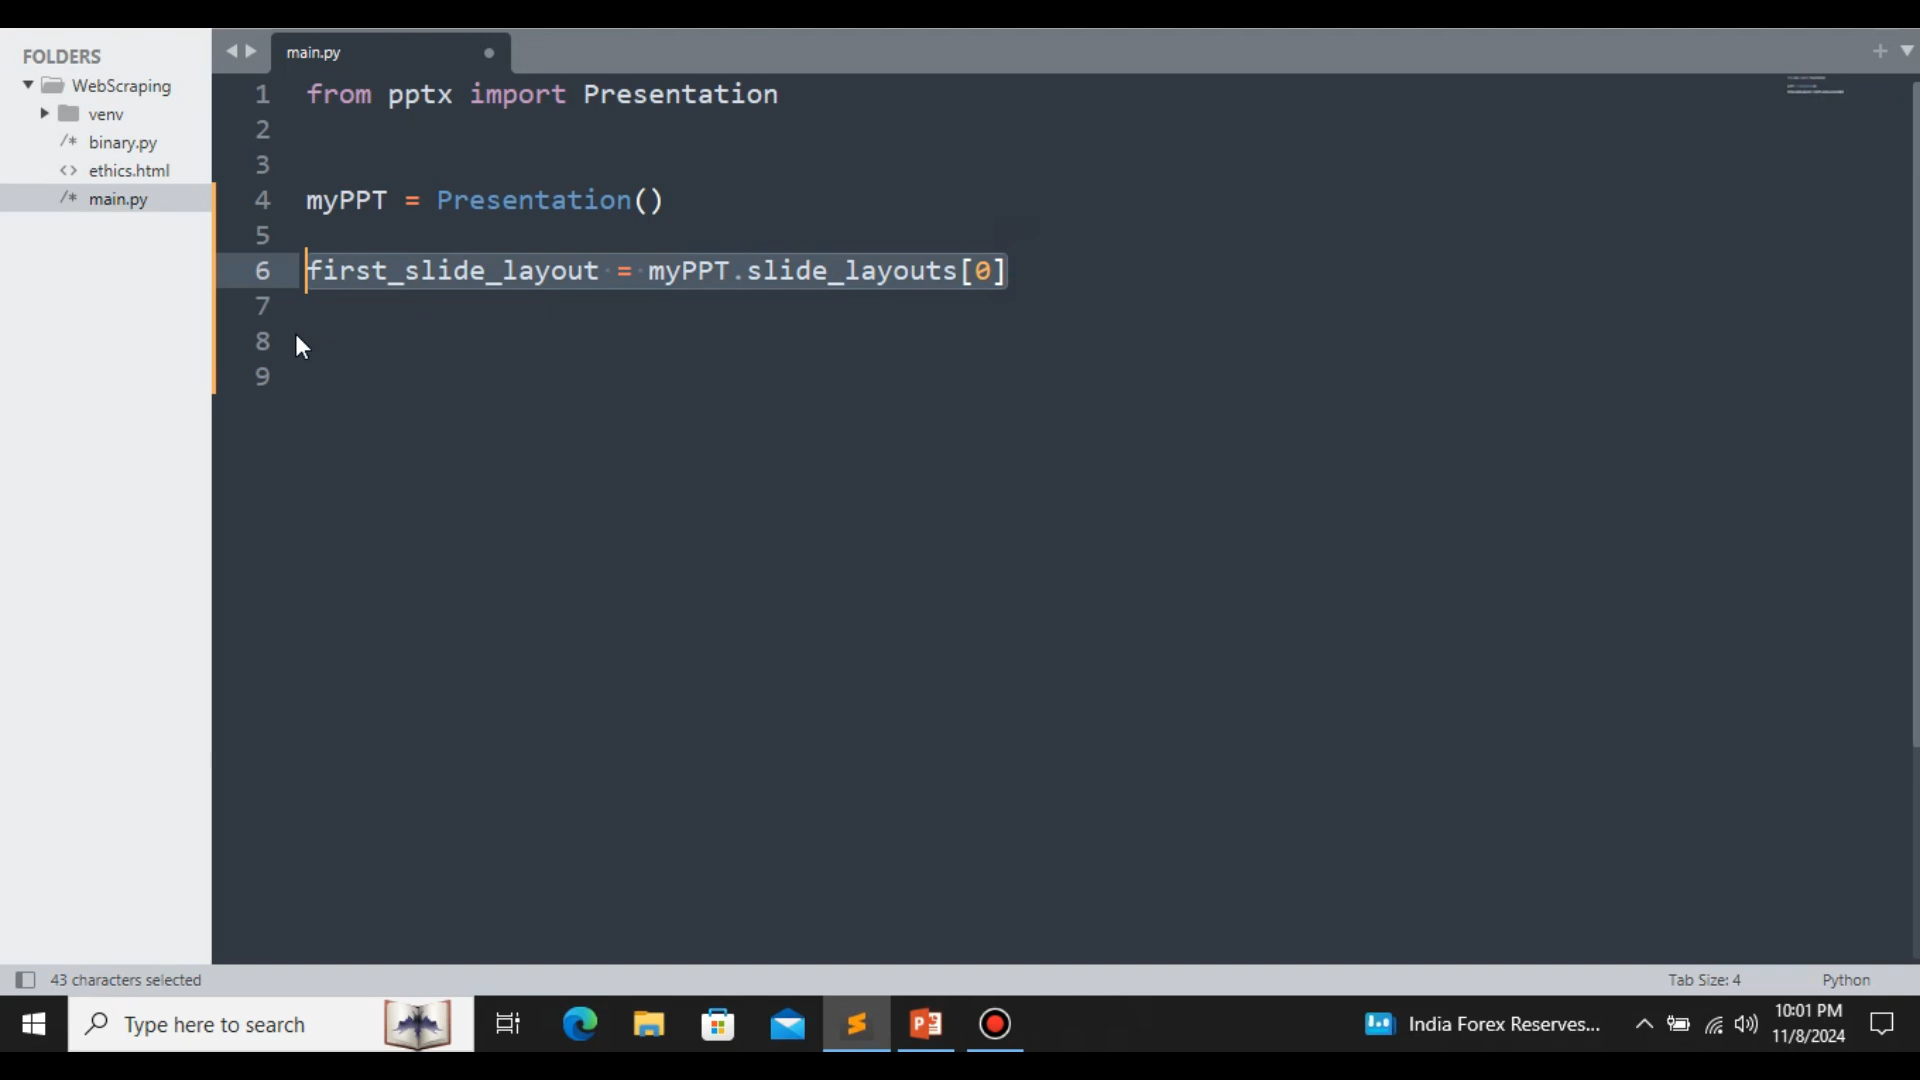 FOLDERS
WebScraping
venv
/* binary.py
<> ethics.html
/* main.py
main.py
1 from pptx import Presentation
2
3
4 myPPT = Presentation()
5
6 first_slide_layout = myPPT.slide_layouts[0]
7
8
9
43 characters selected
Tab Size: 4
Python
Type here to search
India Forex Reserves...
10:01 PM
11/8/2024